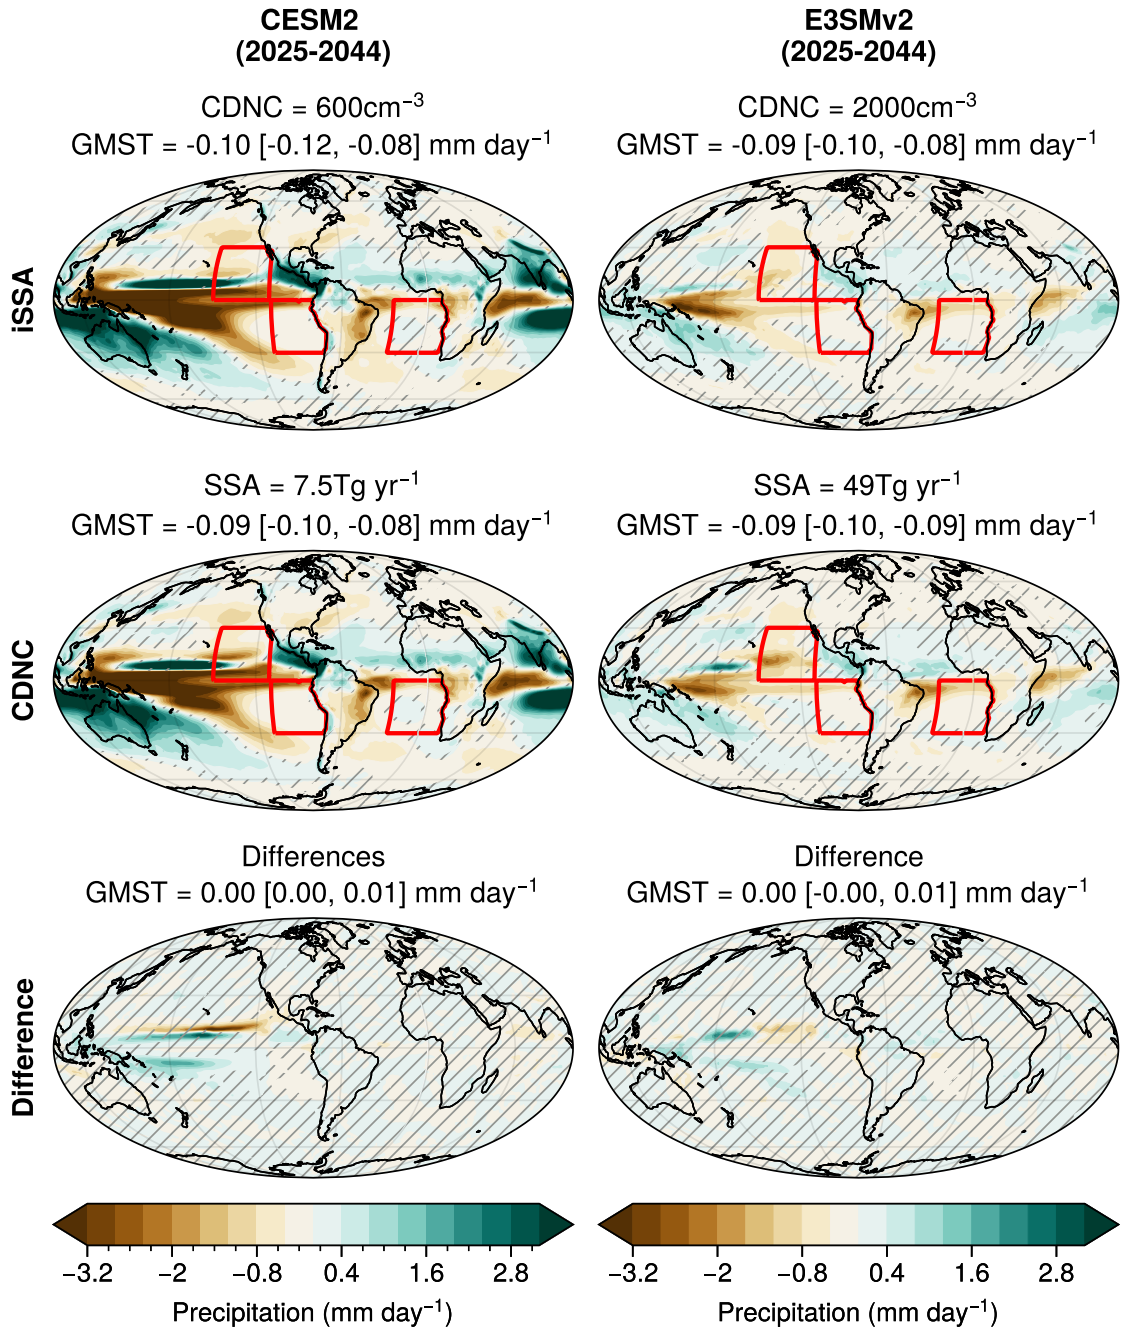 CESM2
(2025-2044)
E3SMv2
(2025-2044)
CDNC = 600cm⁻³
GMST = -0.10 [-0.12, -0.08] mm day⁻¹
CDNC = 2000cm⁻³
GMST = -0.09 [-0.10, -0.08] mm day⁻¹
iSSA
SSA = 7.5Tg yr⁻¹
GMST = -0.09 [-0.10, -0.08] mm day⁻¹
SSA = 49Tg yr⁻¹
GMST = -0.09 [-0.10, -0.09] mm day⁻¹
CDNC
Differences
GMST = 0.00 [0.00, 0.01] mm day⁻¹
Difference
GMST = 0.00 [-0.00, 0.01] mm day⁻¹
Difference
−3.2 −2 −0.8 0.4 1.6 2.8
Precipitation (mm day⁻¹)
−3.2 −2 −0.8 0.4 1.6 2.8
Precipitation (mm day⁻¹)